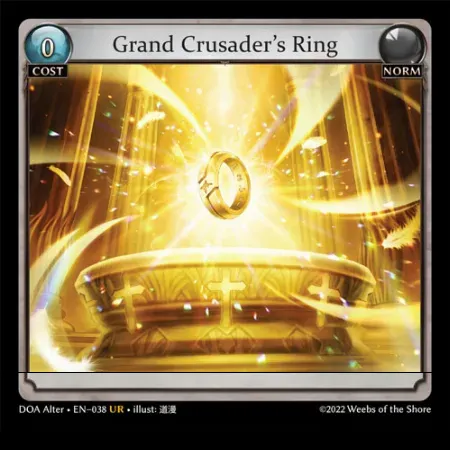 0
Grand Crusader's Ring
COST
NORM
DOA Alter • EN-038 UR • illust: 道漫
©2022 Weebs of the Shore